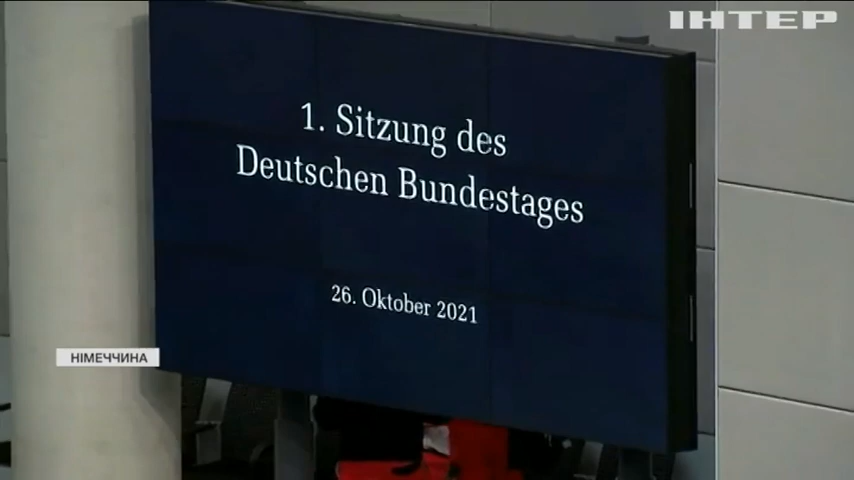 ІНТЕР
1. Sitzung des
Deutschen Bundestages
26. Oktober 2021
НІМЕЧЧИНА